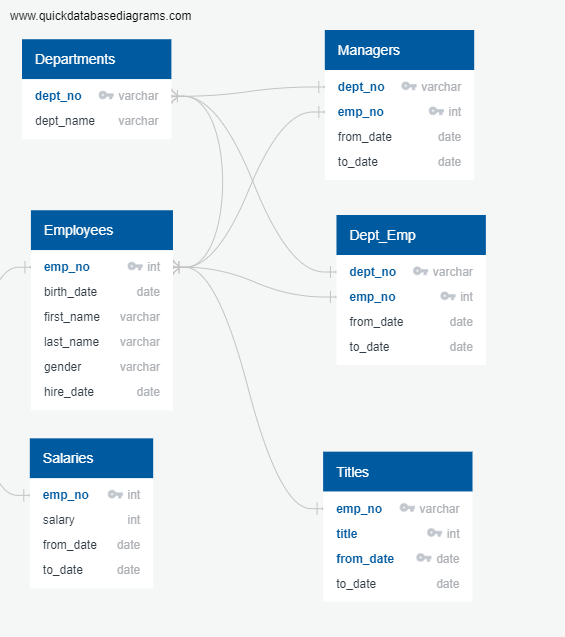 www.quickdatabasediagrams.com
Departments
dept_no varchar
dept_name varchar
Managers
dept_no varchar
emp_no int
from_date date
to_date date
Employees
emp_no int
birth_date date
first_name varchar
last_name varchar
gender varchar
hire_date date
Dept_Emp
dept_no varchar
emp_no int
from_date date
to_date date
Salaries
emp_no int
salary int
from_date date
to_date date
Titles
emp_no varchar
title int
from_date date
to_date date